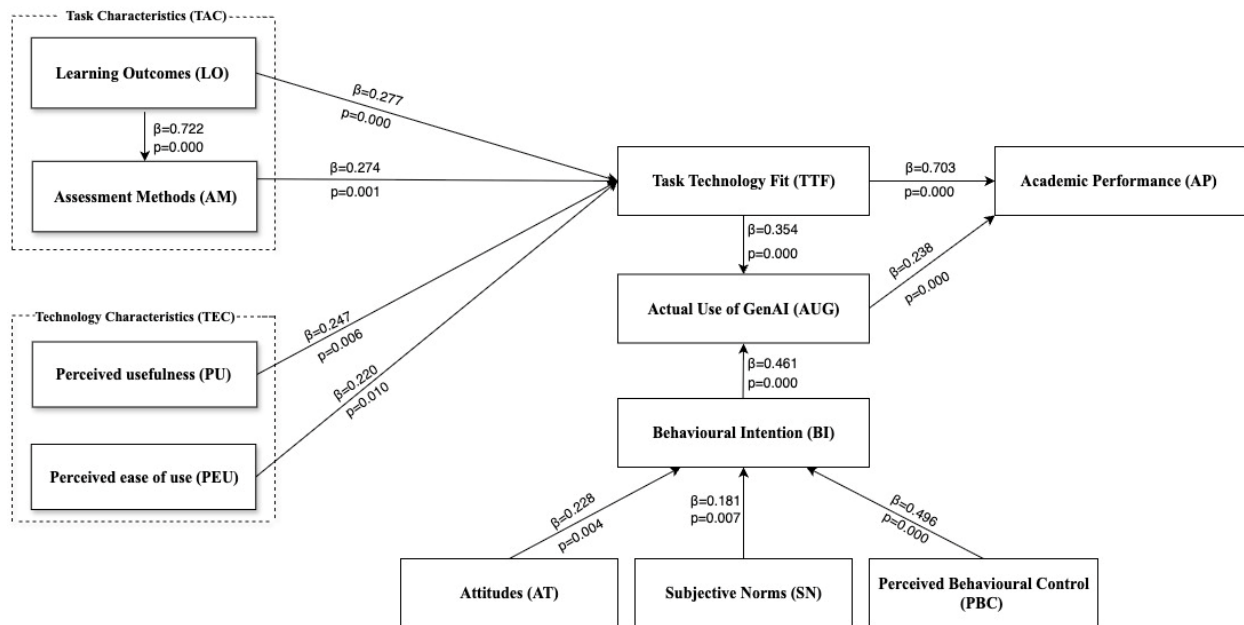 Task Characteristics (TAC)
Learning Outcomes (LO)
β=0.277
p=0.000
β=0.722
p=0.000
Assessment Methods (AM)
β=0.274
p=0.001
Task Technology Fit (TTF)
β=0.703
p=0.000
Academic Performance (AP)
β=0.354
p=0.000
β=0.238
p=0.000
Actual Use of GenAI (AUG)
Technology Characteristics (TEC)
β=0.247
p=0.006
Perceived usefulness (PU)
β=0.461
p=0.000
β=0.220
p=0.010
Behavioural Intention (BI)
Perceived ease of use (PEU)
β=0.228
p=0.004
β=0.181
p=0.007
β=0.496
p=0.000
Attitudes (AT)
Subjective Norms (SN)
Perceived Behavioural Control
(PBC)